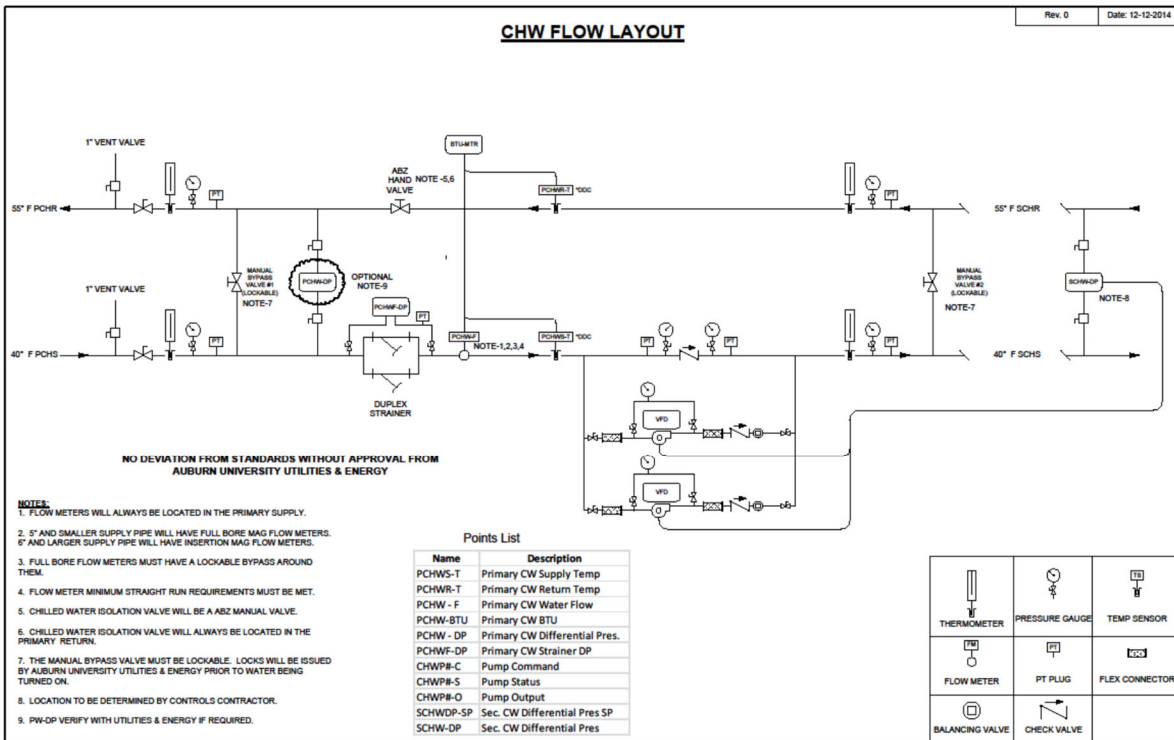 Rev. 0 Date: 12-12-2014
CHW FLOW LAYOUT
1" VENT VALVE
BTU-MTR
ABZ
HAND
VALVE
NOTE -5,6
PT
PCHWR-T *DDC
PT
55° F PCHR
55° F SCHR
MANUAL
BYPASS
VALVE #1
(LOCKABLE)
NOTE-7
PCHW-DP
OPTIONAL
NOTE-9
MANUAL
BYPASS
VALVE #2
(LOCKABLE)
NOTE-7
SCHW-DP
NOTE-8
1" VENT VALVE
PCHWF-DP
PT
PT
PCHW-F
NOTE-1,2,3,4
PCHWS-T *DDC
PT
PT
PT
40° F PCHS
40° F SCHS
DUPLEX
STRAINER
VFD
VFD
NO DEVIATION FROM STANDARDS WITHOUT APPROVAL FROM
AUBURN UNIVERSITY UTILITIES & ENERGY
NOTES:
1. FLOW METERS WILL ALWAYS BE LOCATED IN THE PRIMARY SUPPLY.
2. 5" AND SMALLER SUPPLY PIPE WILL HAVE FULL BORE MAG FLOW METERS.
6" AND LARGER SUPPLY PIPE WILL HAVE INSERTION MAG FLOW METERS.
3. FULL BORE FLOW METERS MUST HAVE A LOCKABLE BYPASS AROUND
THEM.
4. FLOW METER MINIMUM STRAIGHT RUN REQUIREMENTS MUST BE MET.
5. CHILLED WATER ISOLATION VALVE WILL BE A ABZ MANUAL VALVE.
6. CHILLED WATER ISOLATION VALVE WILL ALWAYS BE LOCATED IN THE
PRIMARY RETURN.
7. THE MANUAL BYPASS VALVE MUST BE LOCKABLE. LOCKS WILL BE ISSUED
BY AUBURN UNIVERSITY UTILITIES & ENERGY PRIOR TO WATER BEING
TURNED ON.
8. LOCATION TO BE DETERMINED BY CONTROLS CONTRACTOR.
9. PW-DP VERIFY WITH UTILITIES & ENERGY IF REQUIRED.
Points List
Name Description
PCHWS-T Primary CW Supply Temp
PCHWR-T Primary CW Return Temp
PCHW - F Primary CW Water Flow
PCHW-BTU Primary CW BTU
PCHW - DP Primary CW Differential Pres.
PCHWF-DP Primary CW Strainer DP
CHWP#-C Pump Command
CHWP#-S Pump Status
CHWP#-O Pump Output
SCHWDP-SP Sec. CW Differential Pres SP
SCHW-DP Sec. CW Differential Pres
TS
THERMOMETER PRESSURE GAUGE TEMP SENSOR
FM PT
FLOW METER PT PLUG FLEX CONNECTOR
BALANCING VALVE CHECK VALVE